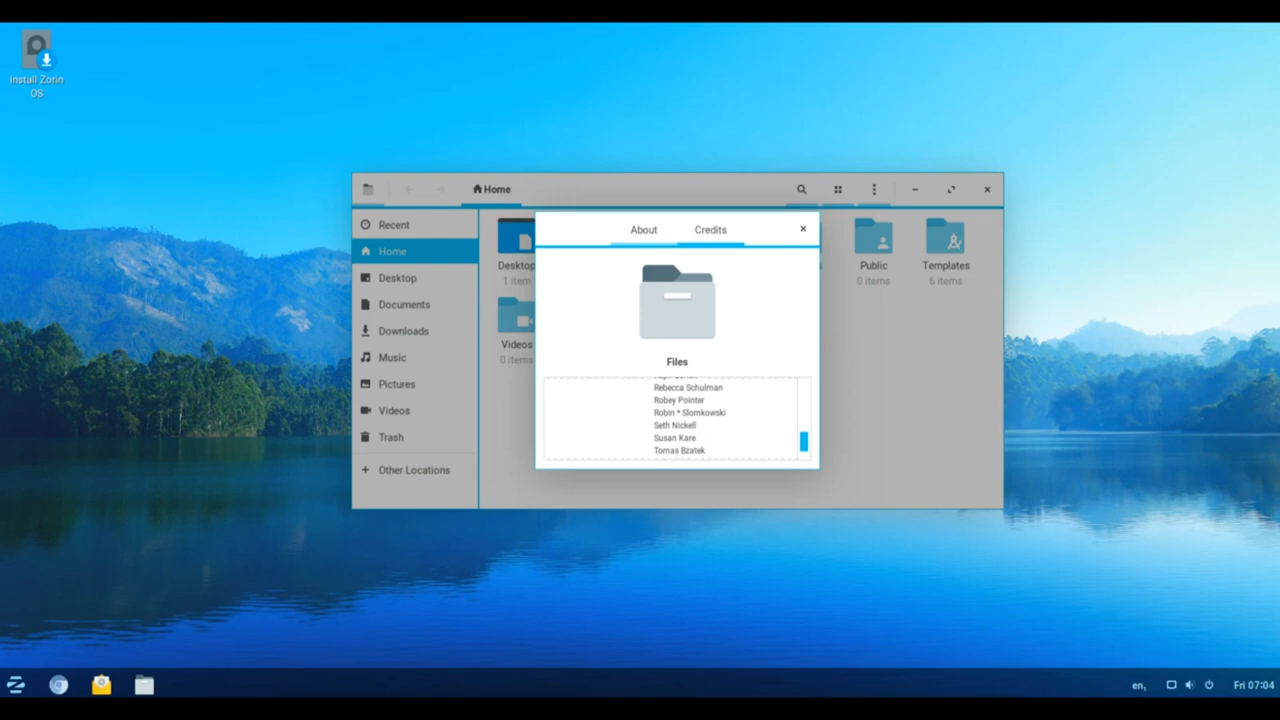 Install Zorin
OS
Home
Recent
Home
Desktop
Documents
Downloads
Music
Pictures
Videos
Trash
Other Locations
Desktop
1 item
Videos
0 items
Public
0 items
Templates
6 items
About
Credits
Files
Rebecca Schulman
Robey Pointer
Robin * Slomkowski
Seth Nickell
Susan Kare
Tomas Bzatek
en₁
Fri 07:04